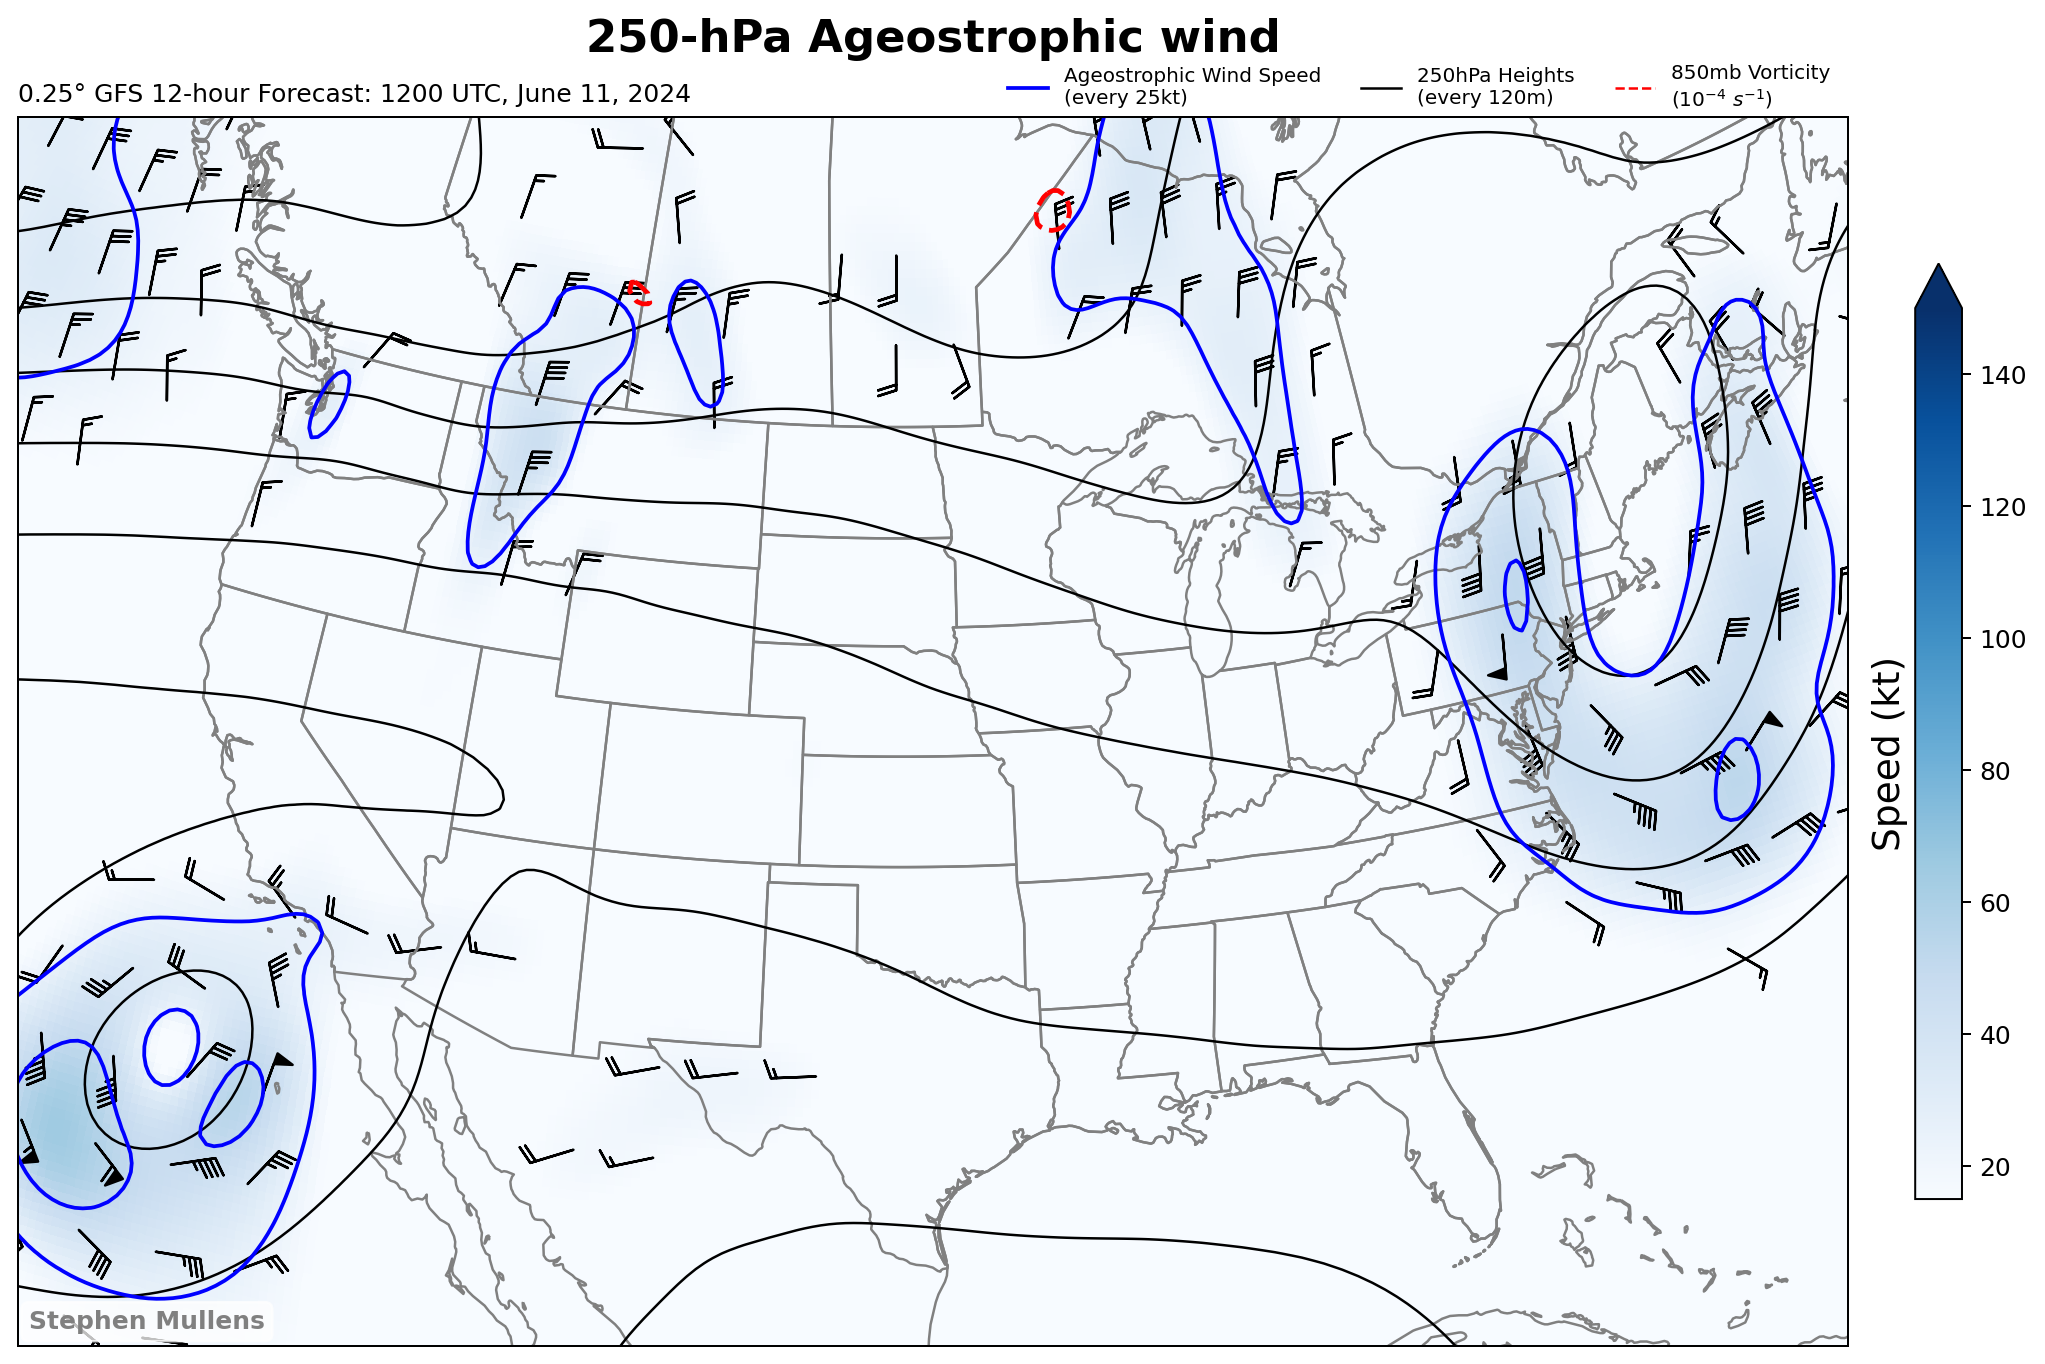 250-hPa Ageostrophic wind
0.25° GFS 12-hour Forecast: 1200 UTC, June 11, 2024
Ageostrophic Wind Speed
(every 25kt)
250hPa Heights
(every 120m)
850mb Vorticity
(10⁻⁴ s⁻¹)
140
120
100
80
60
40
20
Speed (kt)
Stephen Mullens